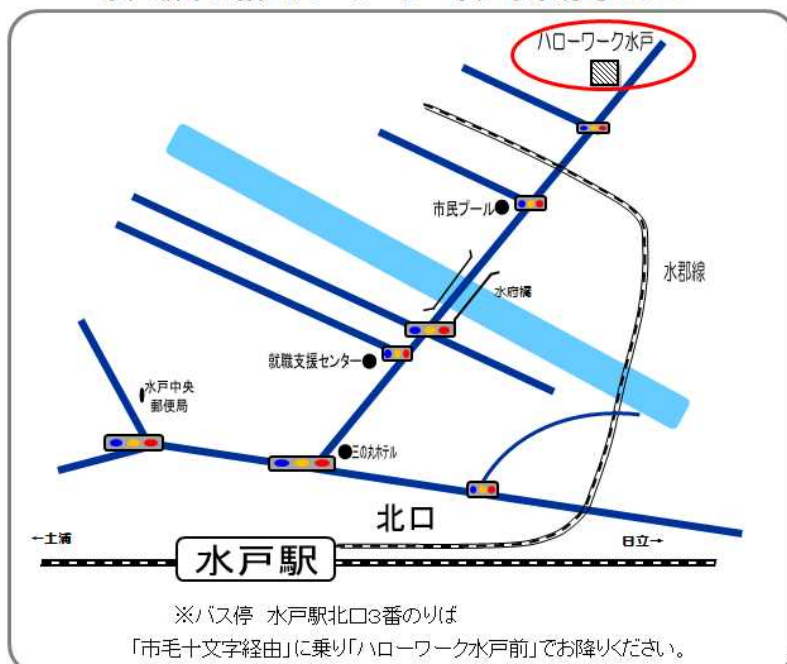 ハローワーク水戸
市民プール
水郡線
水府橋
就職支援センター
水戸中央
郵便局
三の丸ホテル
北口
←土浦
日立→
水戸駅
※バス停 水戸駅北口3番のりば
「市毛十文字経由」に乗り「ハローワーク水戸前」でお降りください。